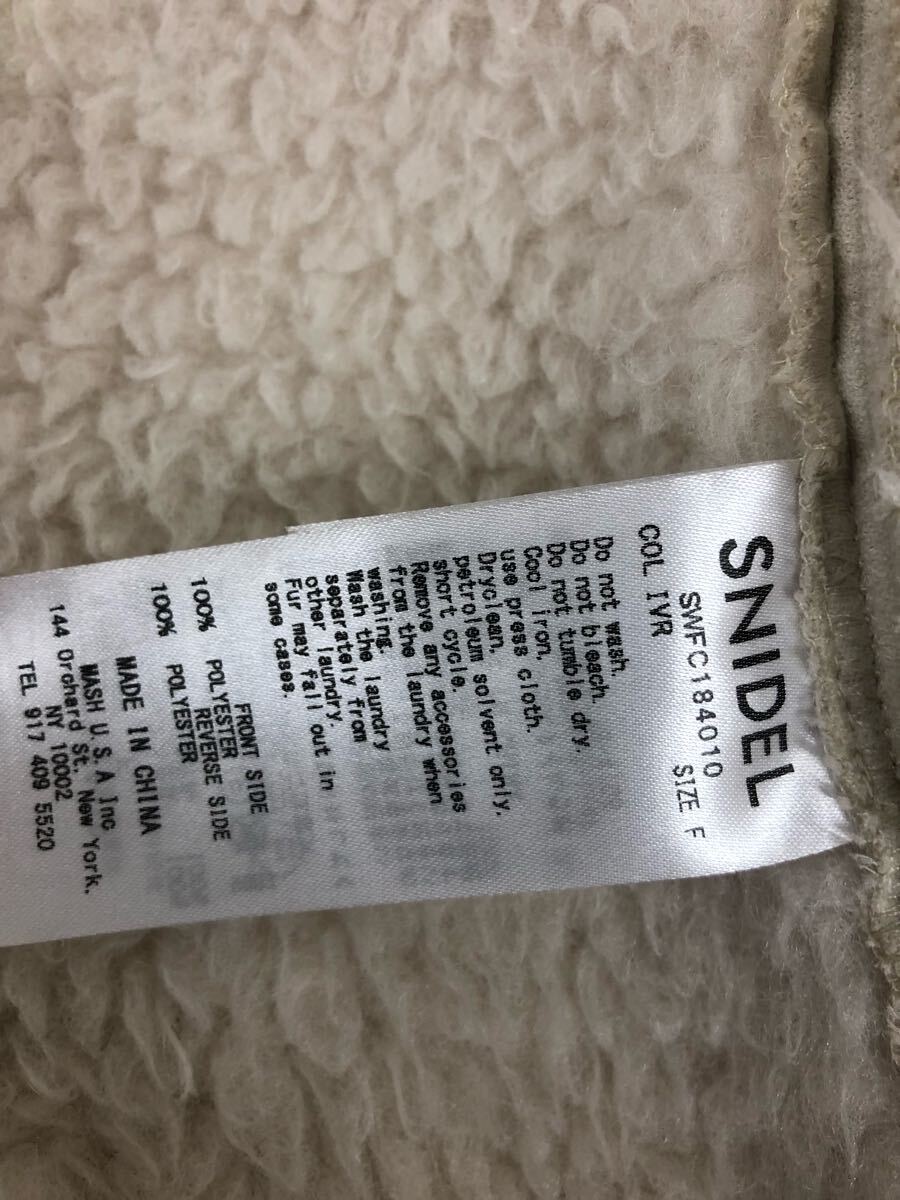 SNIDEL
SWFC184010
SIZE F
COL IVR
Do not wash.
Do not bleach.
Do not tumble dry.
Cool iron.
use press cloth.
Dryclean.
petroleum solvent only.
short cycle.
Remove any accessories
from the laundry when
washing.
Wash the laundry
separately from
other laundry.
Fur may fall out in
some cases.
FRONT SIDE
100% POLYESTER
REVERSE SIDE
100% POLYESTER
MADE IN CHINA
MASH U.S.A Inc
144 Orchard St. New York.
NY 10002
TEL 917 409 5520